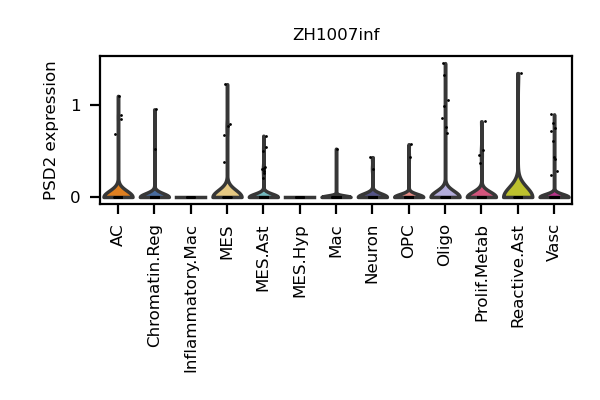 ZH1007inf
PSD2 expression
1
0
AC
Chromatin.Reg
Inflammatory.Mac
MES
MES.Ast
MES.Hyp
Mac
Neuron
OPC
Oligo
Prolif.Metab
Reactive.Ast
Vasc